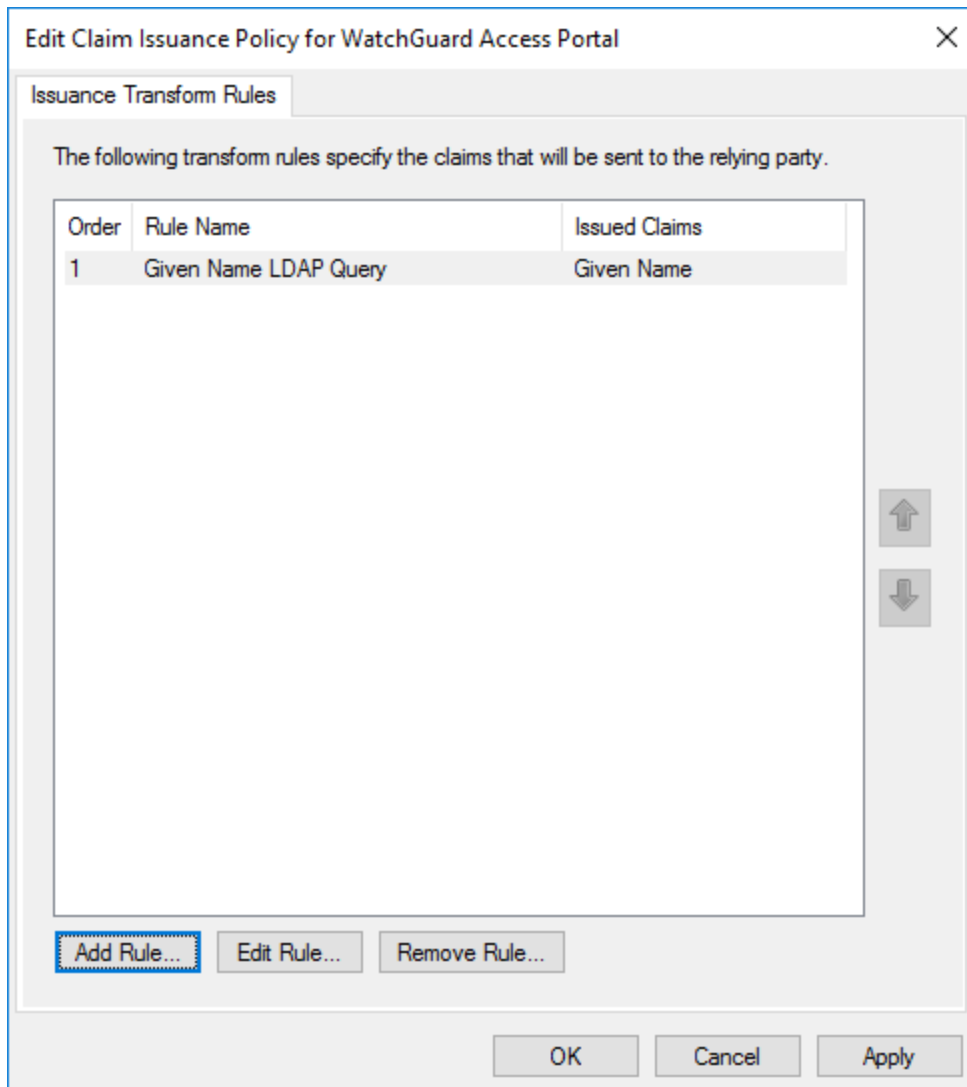 Edit Claim Issuance Policy for WatchGuard Access Portal
Issuance Transform Rules
The following transform rules specify the claims that will be sent to the relying party.
Order Rule Name Issued Claims
1 Given Name LDAP Query Given Name
Add Rule... Edit Rule... Remove Rule...
OK Cancel Apply